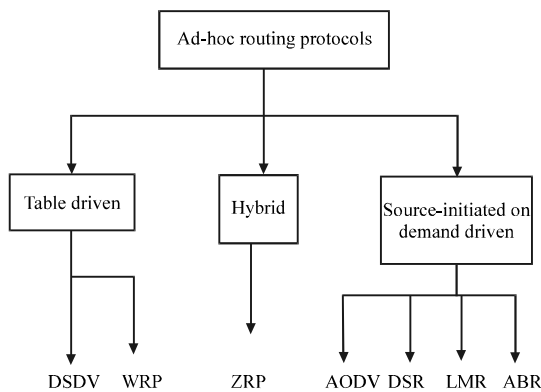 Ad-hoc routing protocols
Table driven
Hybrid
Source-initiated on
demand driven
DSDV WRP ZRP AODV DSR LMR ABR